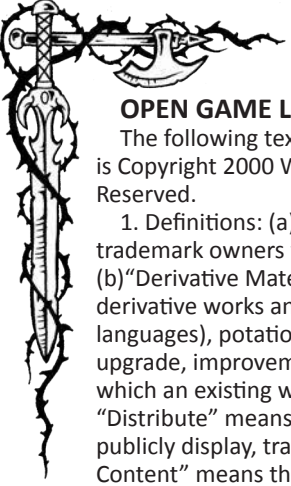 OPEN GAME L
The following tex
is Copyright 2000 W
Reserved.
1. Definitions: (a)
trademark owners
(b)“Derivative Mate
derivative works an
languages), potatio
upgrade, improvem
which an existing w
“Distribute” means
publicly display, tra
Content” means th